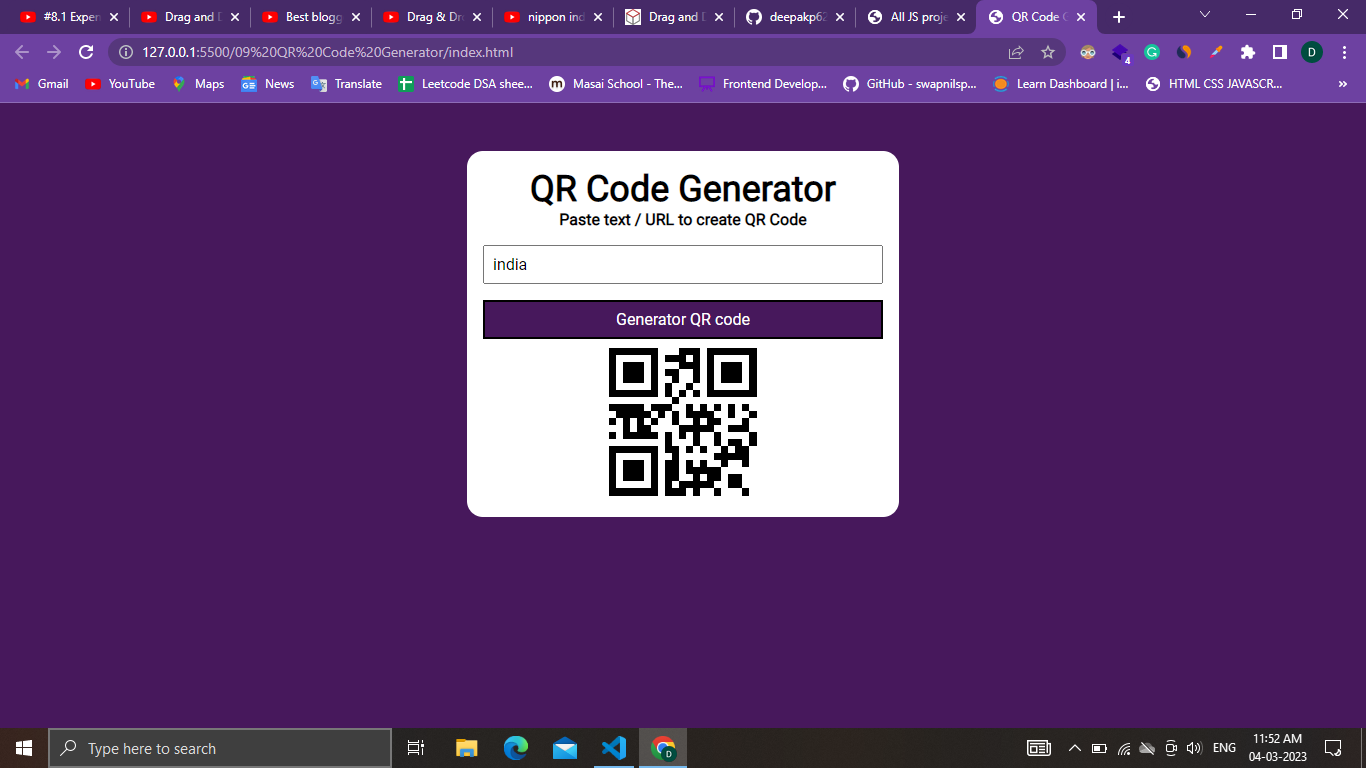 #8.1 Expen
Drag and D
Best blogg
Drag & Dr
nippon ind
Drag and D
deepakp62
All JS proje
QR Code G
127.0.0.1:5500/09%20QR%20Code%20Generator/index.html
4
D
Gmail
YouTube
Maps
News
Translate
Leetcode DSA shee...
Masai School - The...
Frontend Develop...
GitHub - swapnilsp...
Learn Dashboard | i...
HTML CSS JAVASCR...
»
QR Code Generator
Paste text / URL to create QR Code
india
Generator QR code
Type here to search
D
ENG
11:52 AM
04-03-2023